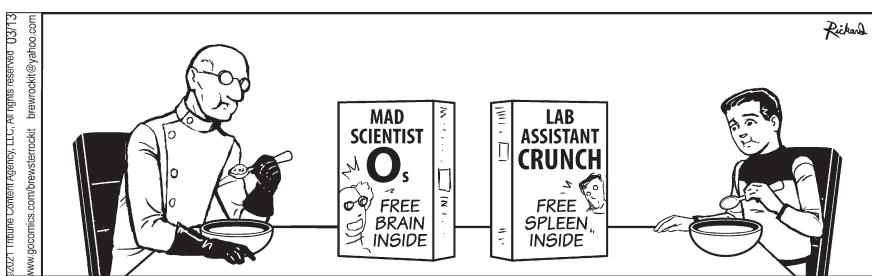 ©2021 Tribune Content Agency, LLC, All rights reserved 03/13
www.gocomics.com/brewsterrockit brewrockit@yahoo.com
Rickard
MAD
SCIENTIST
Os
FREE
BRAIN
INSIDE
LAB
ASSISTANT
CRUNCH
FREE
SPLEEN
INSIDE